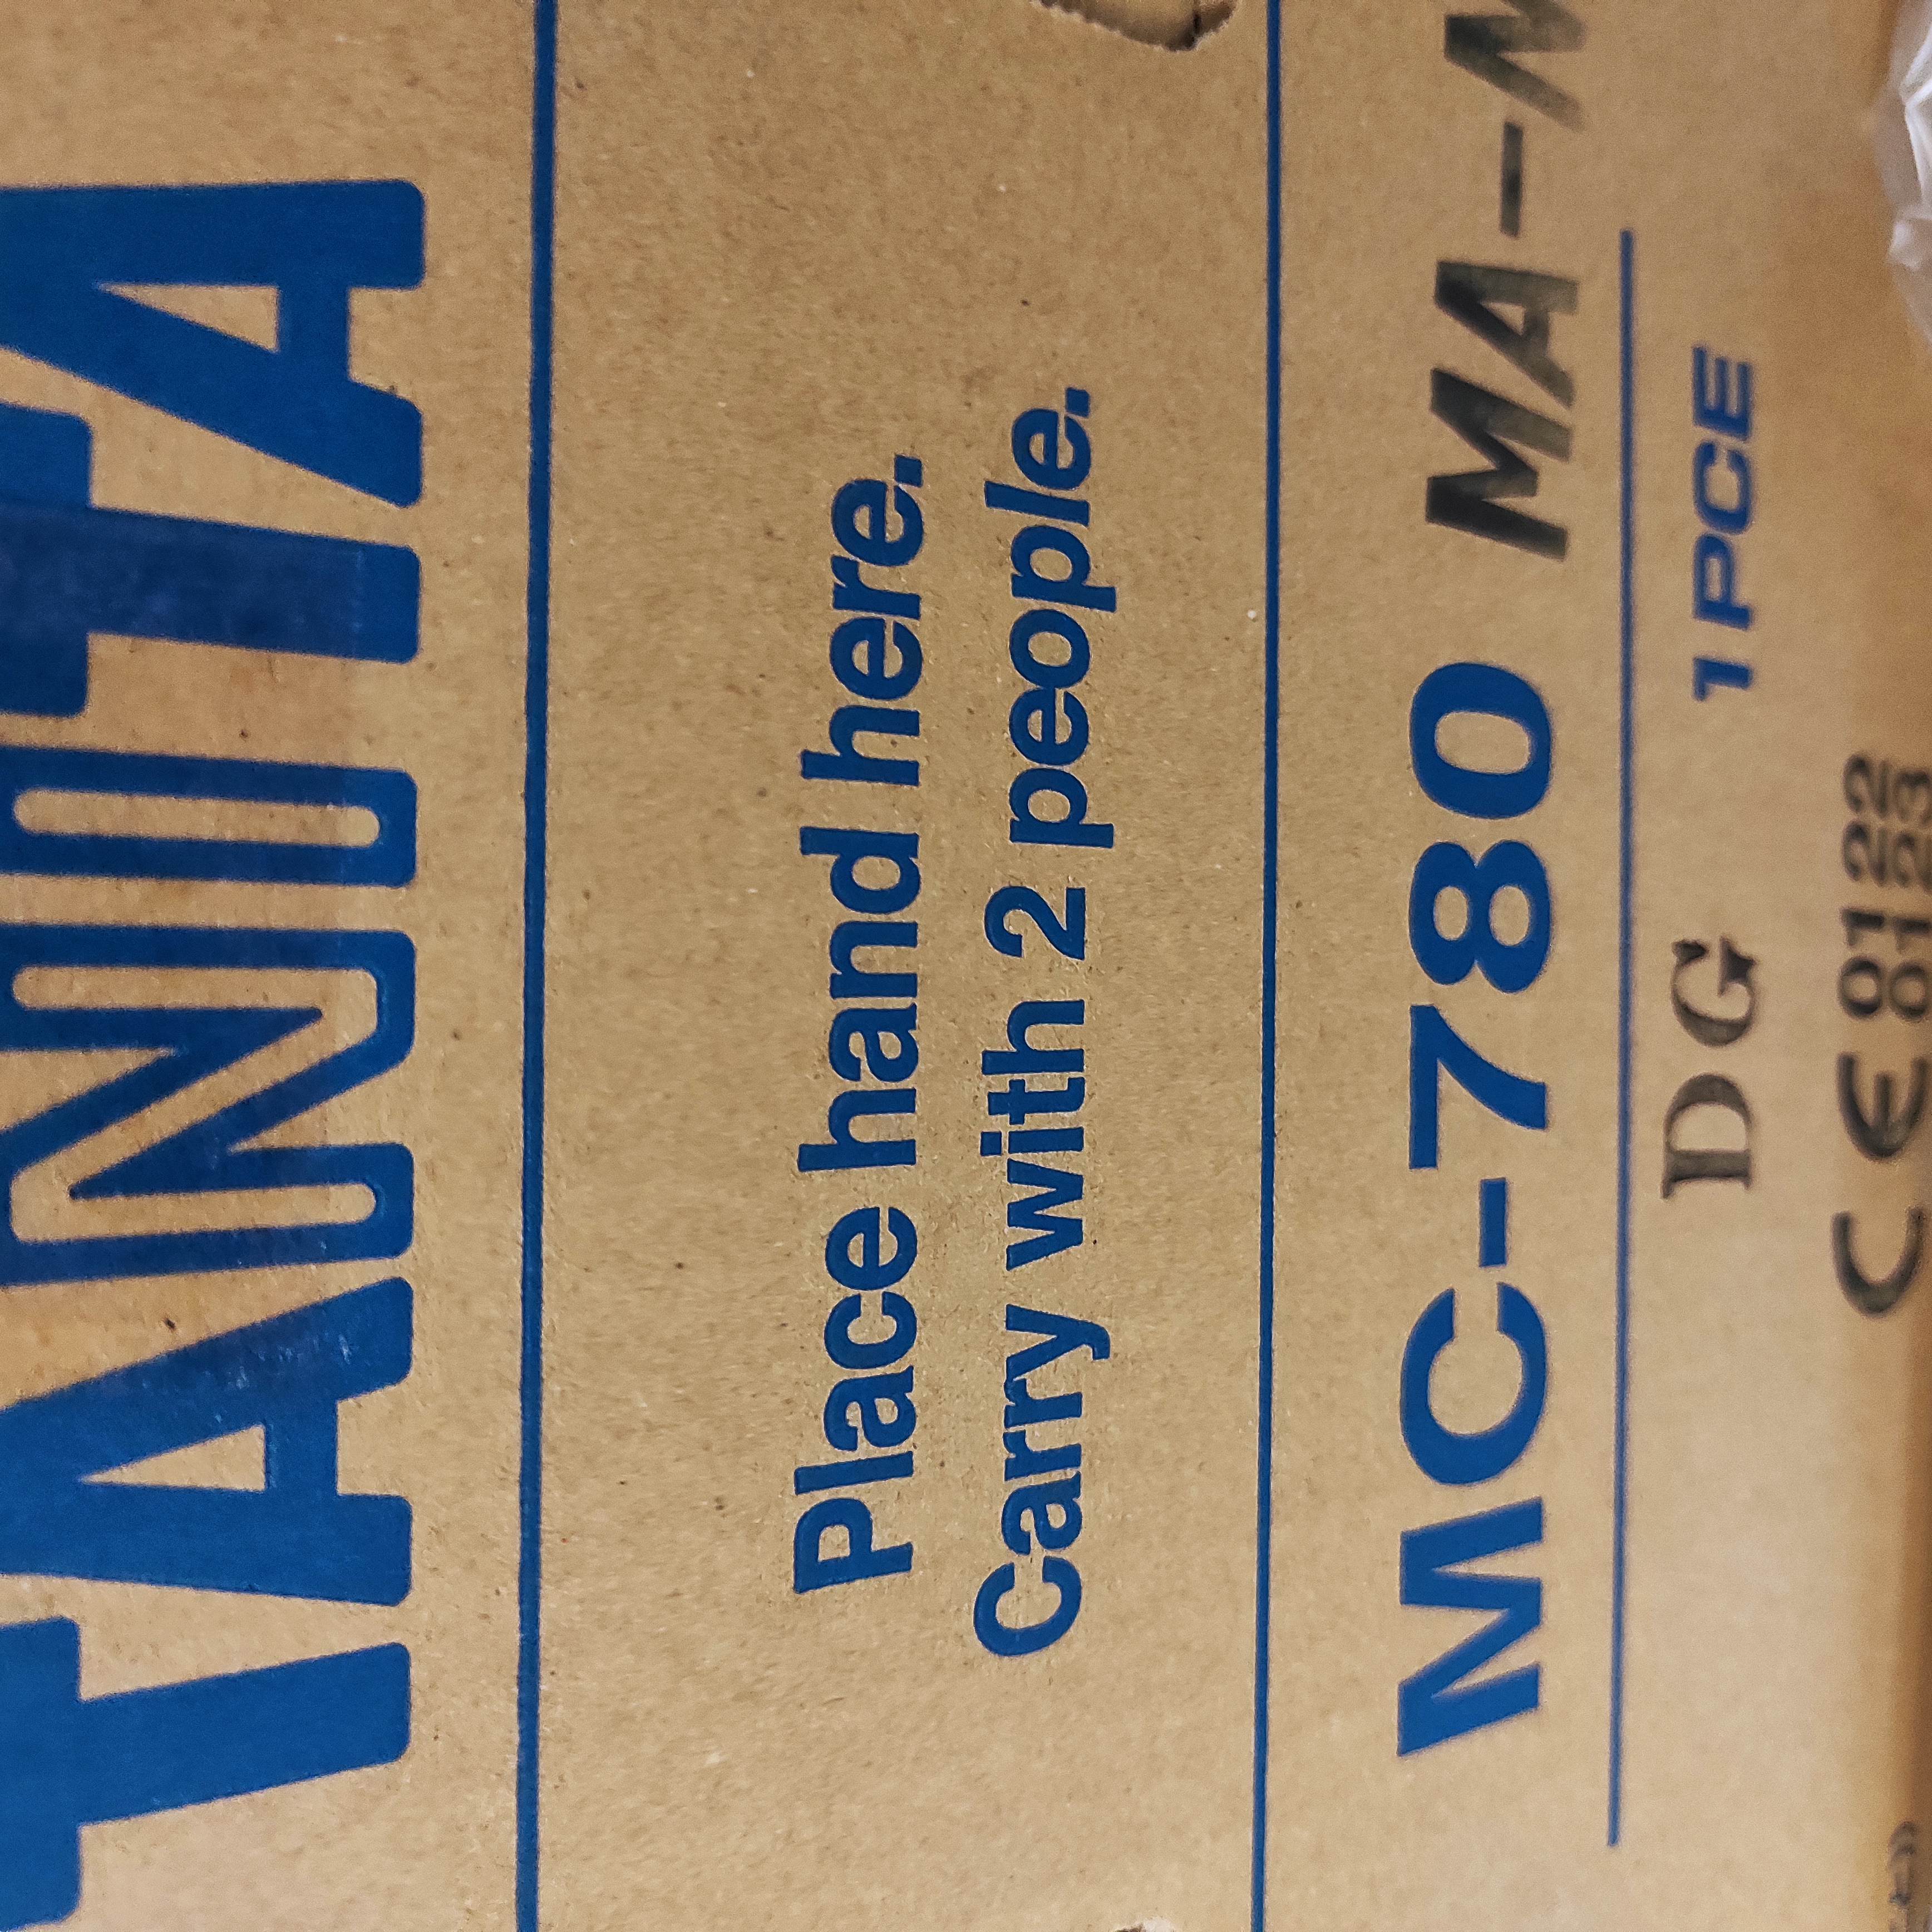 TANITA
Place hand here.
Carry with 2 people.
MC-780 MA-
1 PCE
DG
CE 0122
0123